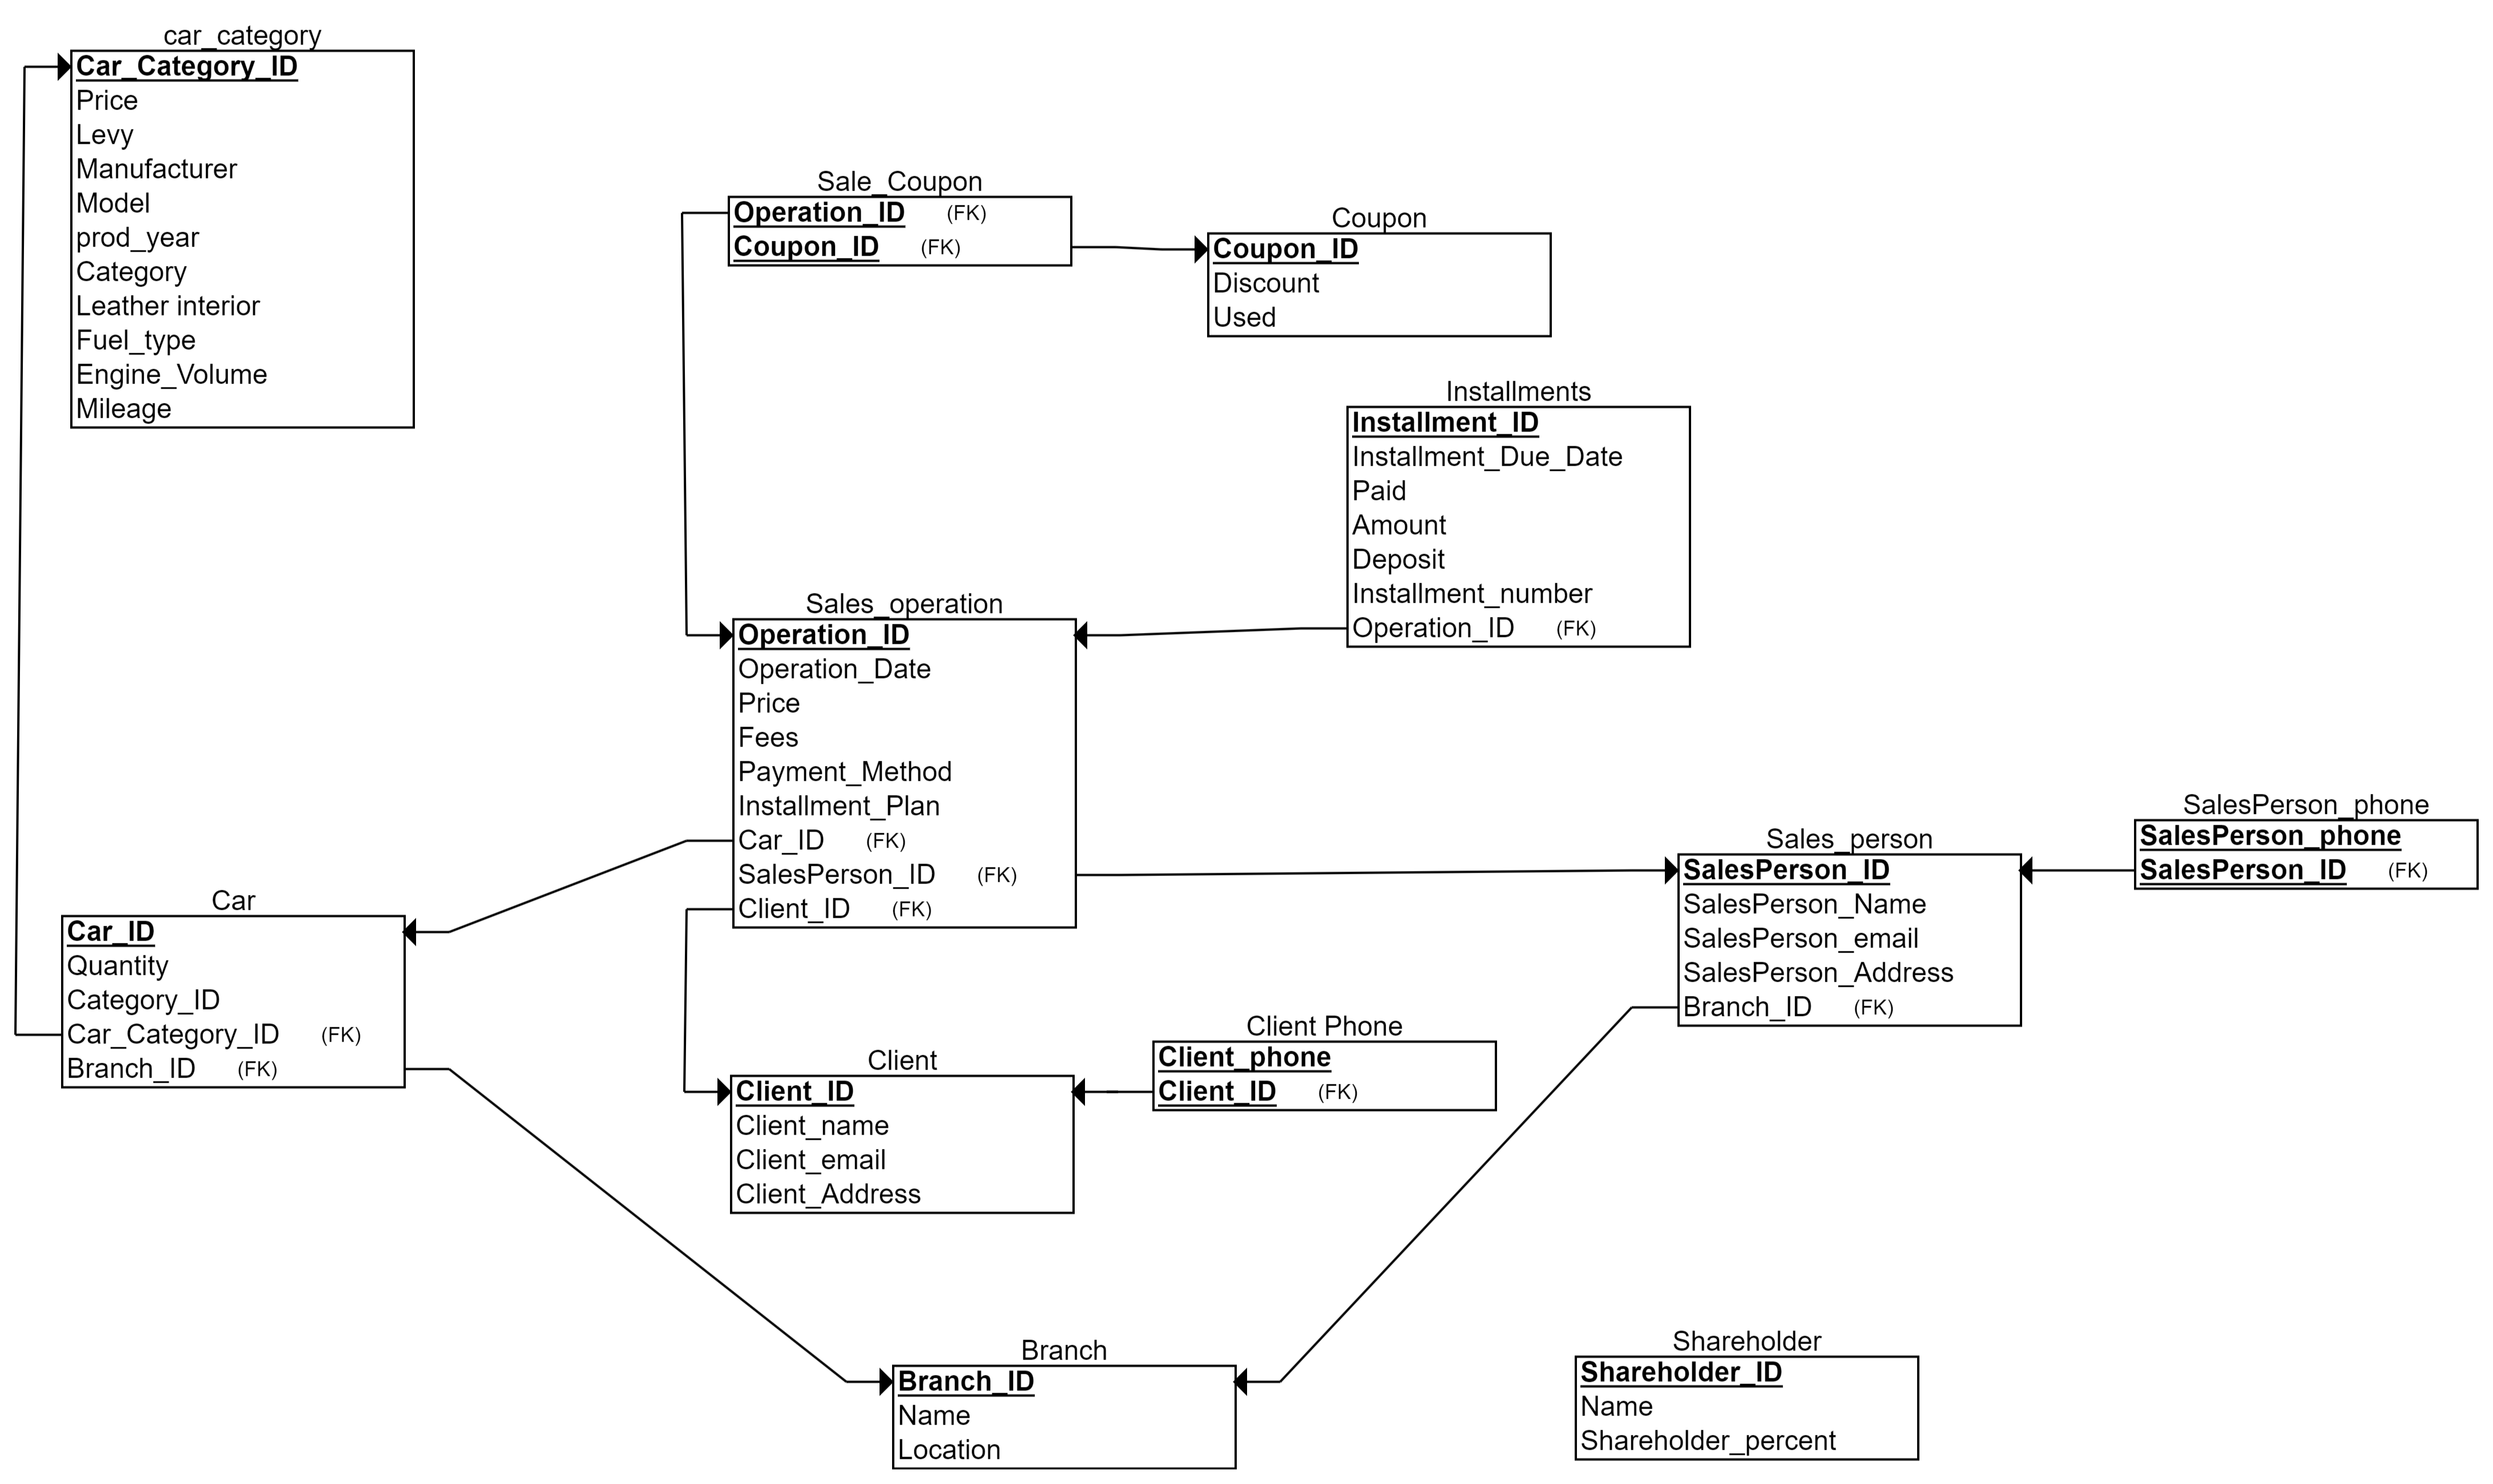 car_category
Car_Category_ID
Price
Levy
Manufacturer
Model
prod_year
Category
Leather interior
Fuel_type
Engine_Volume
Mileage
Sale_Coupon
Operation_ID (FK)
Coupon_ID (FK)
Coupon
Coupon_ID
Discount
Used
Installments
Installment_ID
Installment_Due_Date
Paid
Amount
Deposit
Installment_number
Operation_ID (FK)
Sales_operation
Operation_ID
Operation_Date
Price
Fees
Payment_Method
Installment_Plan
Car_ID (FK)
SalesPerson_ID (FK)
Client_ID (FK)
SalesPerson_phone
SalesPerson_phone
SalesPerson_ID (FK)
Sales_person
SalesPerson_ID
SalesPerson_Name
SalesPerson_email
SalesPerson_Address
Branch_ID (FK)
Car
Car_ID
Quantity
Category_ID
Car_Category_ID (FK)
Branch_ID (FK)
Client Phone
Client_phone
Client_ID (FK)
Client
Client_ID
Client_name
Client_email
Client_Address
Branch
Branch_ID
Name
Location
Shareholder
Shareholder_ID
Name
Shareholder_percent